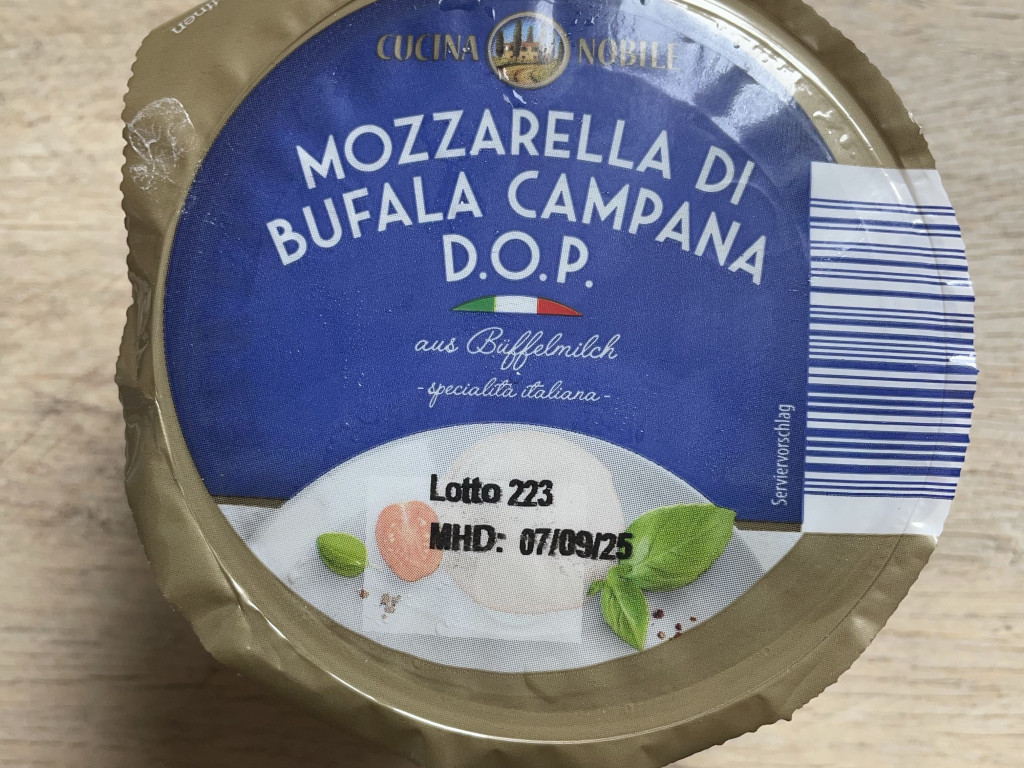 CUCINA NOBILE
MOZZARELLA DI
BUFALA CAMPANA
D.O.P.
aus Büffelmilch
- specialità italiana -
Serviervorschlag
Lotto 223
MHD: 07/09/25